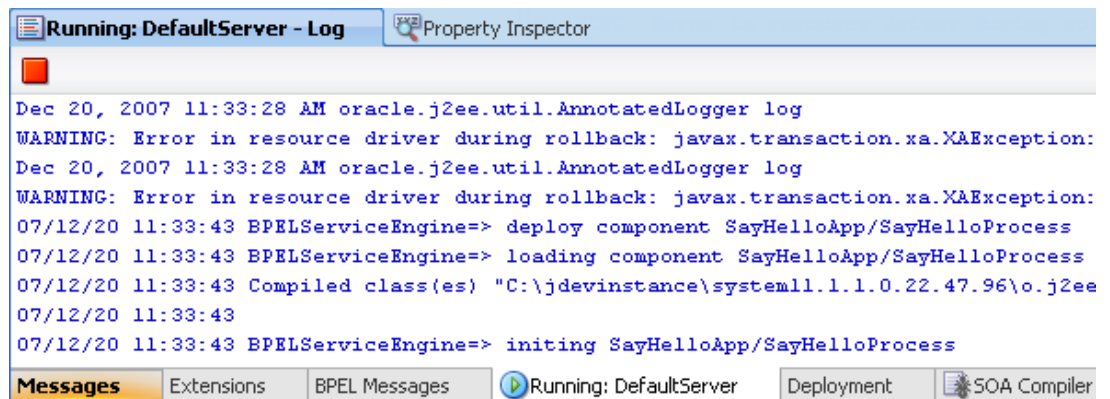 Running: DefaultServer - Log Property Inspector
Dec 20, 2007 11:33:28 AM oracle.j2ee.util.AnnotatedLogger log
WARNING: Error in resource driver during rollback: javax.transaction.xa.XAException:
Dec 20, 2007 11:33:28 AM oracle.j2ee.util.AnnotatedLogger log
WARNING: Error in resource driver during rollback: javax.transaction.xa.XAException:
07/12/20 11:33:43 BPELServiceEngine=> deploy component SayHelloApp/SayHelloProcess
07/12/20 11:33:43 BPELServiceEngine=> loading component SayHelloApp/SayHelloProcess
07/12/20 11:33:43 Compiled class(es) "C:\jdevinstance\system11.1.1.0.22.47.96\o.j2ee
07/12/20 11:33:43
07/12/20 11:33:43 BPELServiceEngine=> initing SayHelloApp/SayHelloProcess
Messages Extensions BPEL Messages Running: DefaultServer Deployment SOA Compiler